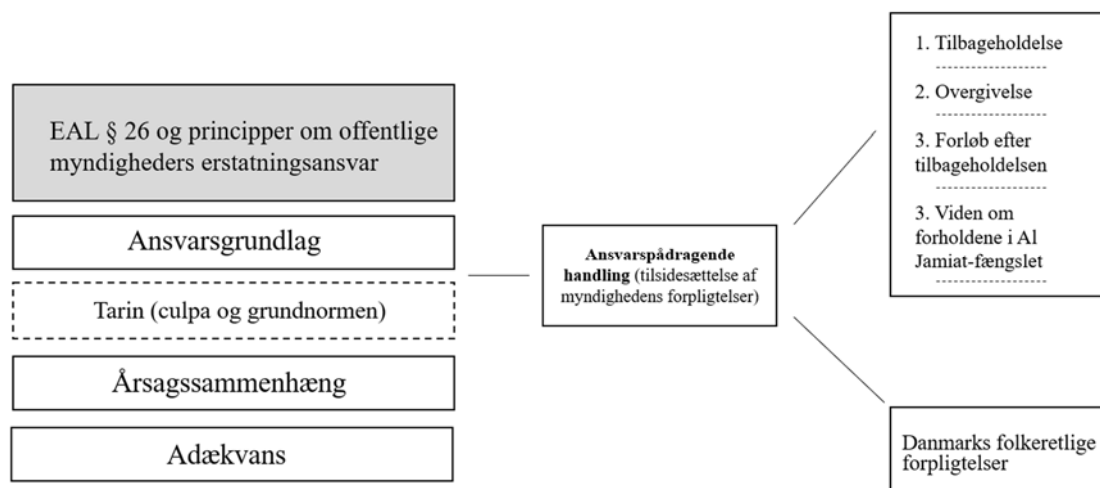 EAL § 26 og principper om offentlige
myndigheders erstatningsansvar
Ansvarsgrundlag
Tarin (culpa og grundnormen)
Årsagssammenhæng
Adækvans
Ansvarspådragende
handling (tilsidesættelse af
myndighedens forpligtelser)
1. Tilbageholdelse
2. Overgivelse
3. Forløb efter
tilbageholdelsen
3. Viden om
forholdene i Al
Jamiat-fængslet
Danmarks folkeretlige
forpligtelser